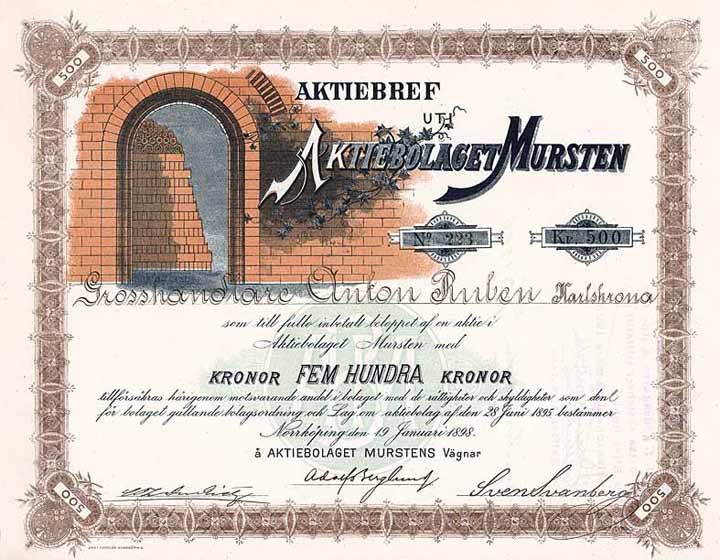 500
500
AKTIEBREF
UTI
AKTIEBOLAGET MURSTEN
No 223
Kr. 500
Grosshandlare Anton Ruben Karlskrona
som till fullo inbetalt beloppet af en aktie i
Aktiebolaget Mursten med
KRONOR FEM HUNDRA KRONOR
tillförsäkras härigenom motsvarande andel i bolaget med de rättigheter och skyldigheter som den
för bolaget gällande bolagsordning och Lag om aktiebolag af den 28 Juni 1895 bestämmer
Norrköping den 19 Januari 1898.
å AKTIEBOLAGET MURSTENS Vägnar
Adolf Berglund
Sven Svanberg
500
500